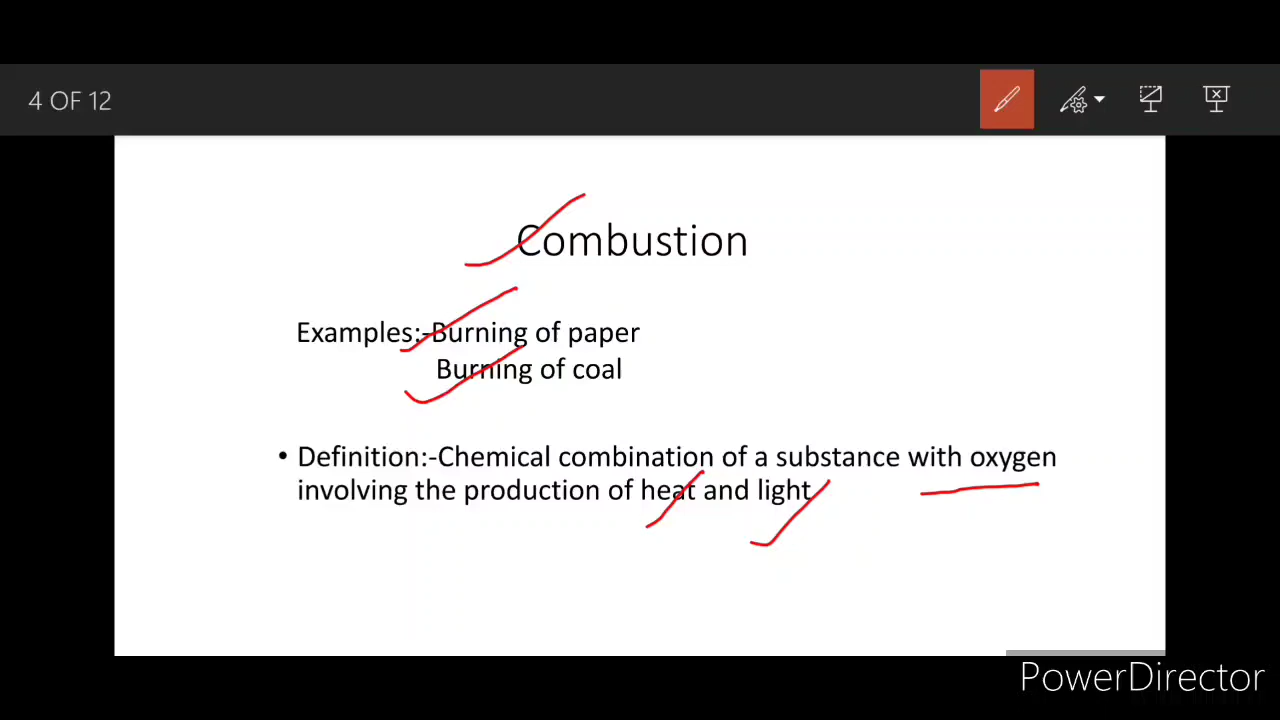 4 OF 12
Combustion
Examples:-Burning of paper
Burning of coal
• Definition:-Chemical combination of a substance with oxygen
involving the production of heat and light
PowerDirector